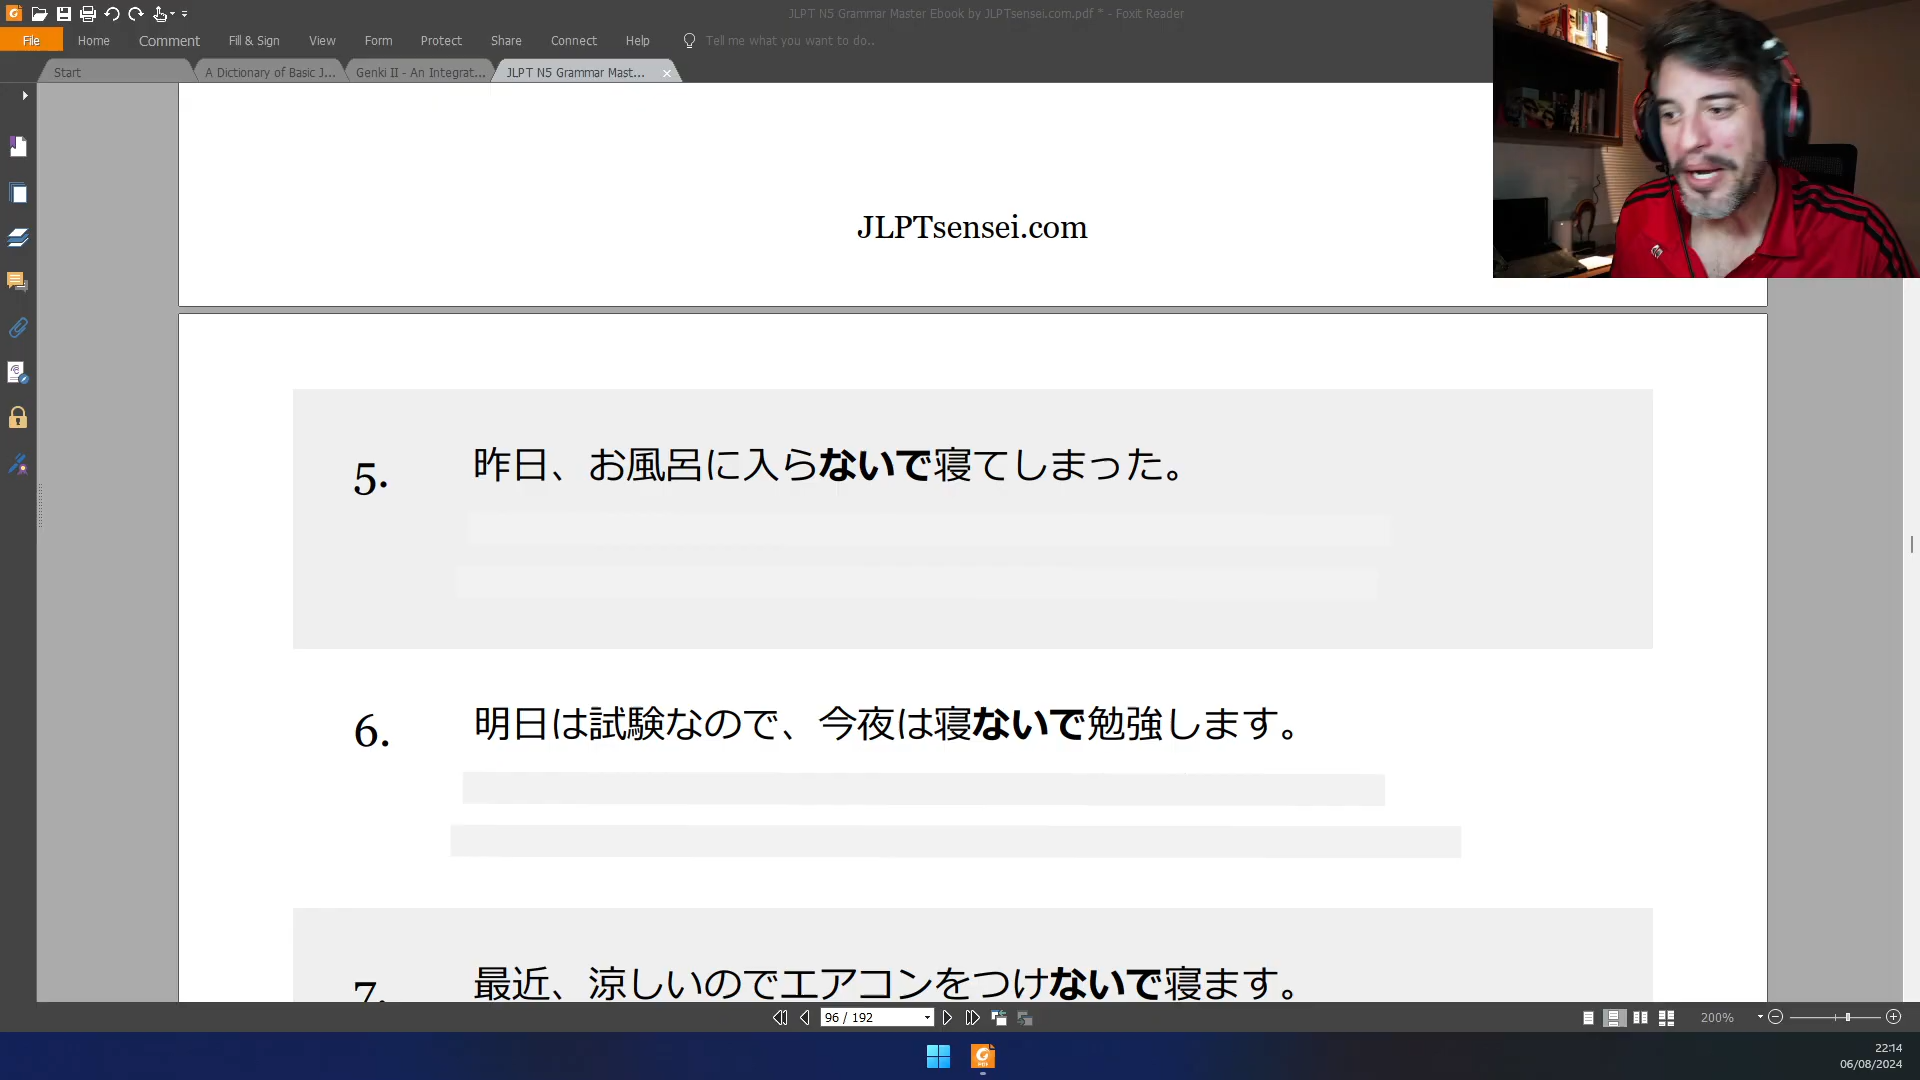 JLPT N5 Grammar Master Ebook by JLPTsensei.com.pdf * - Foxit Reader
File Home Comment Fill & Sign View Form Protect Share Connect Help Tell me what you want to do..
Start A Dictionary of Basic J... Genki II - An Integrat... JLPT N5 Grammar Mast...
JLPTsensei.com
5. 昨日、お風呂に入らないで寝てしまった。
6. 明日は試験なので、今夜は寝ないで勉強します。
7. 最近、涼しいのでエアコンをつけないで寝ます。
96 / 192
200%
22:14
06/08/2024